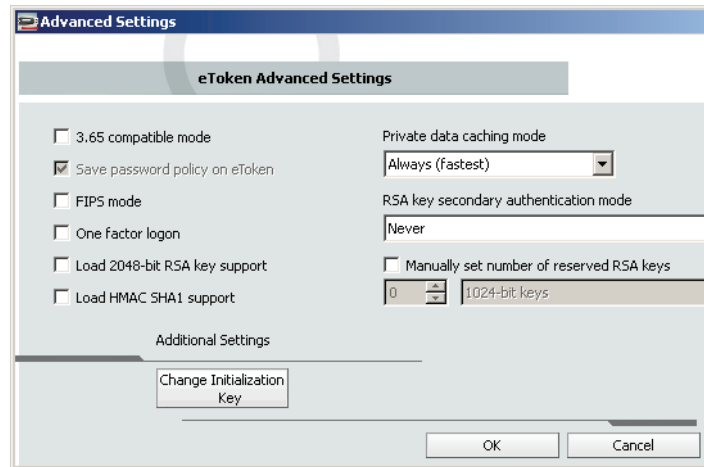 Advanced Settings
eToken Advanced Settings
3.65 compatible mode
Save password policy on eToken
FIPS mode
One factor logon
Load 2048-bit RSA key support
Load HMAC SHA1 support
Private data caching mode
Always (fastest)
RSA key secondary authentication mode
Never
Manually set number of reserved RSA keys
0 1024-bit keys
Additional Settings
Change Initialization
Key
OK Cancel